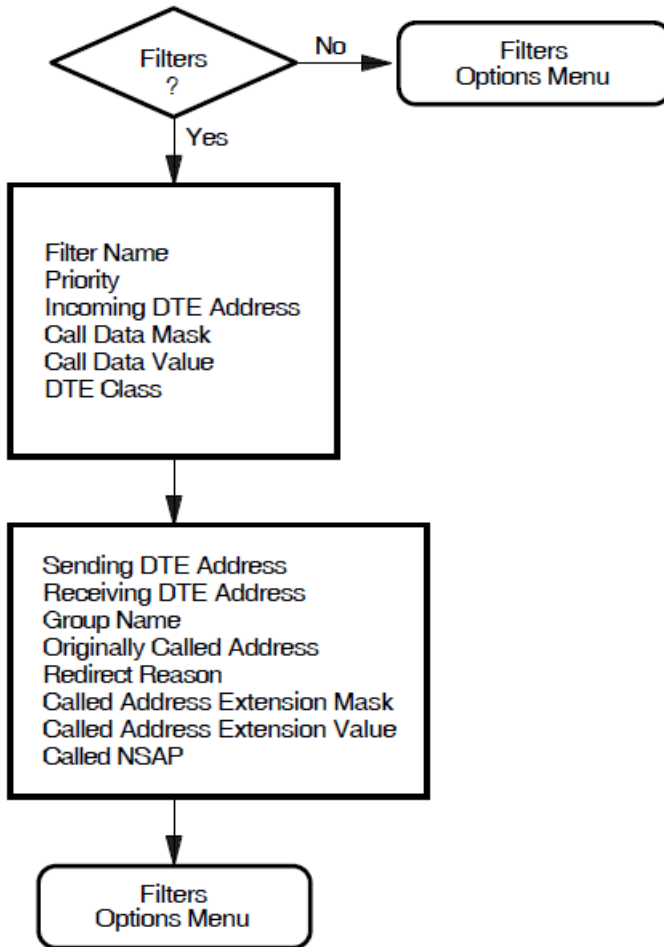 Filters
?
No
Filters
Options Menu
Yes
Filter Name
Priority
Incoming DTE Address
Call Data Mask
Call Data Value
DTE Class
Sending DTE Address
Receiving DTE Address
Group Name
Originally Called Address
Redirect Reason
Called Address Extension Mask
Called Address Extension Value
Called NSAP
Filters
Options Menu